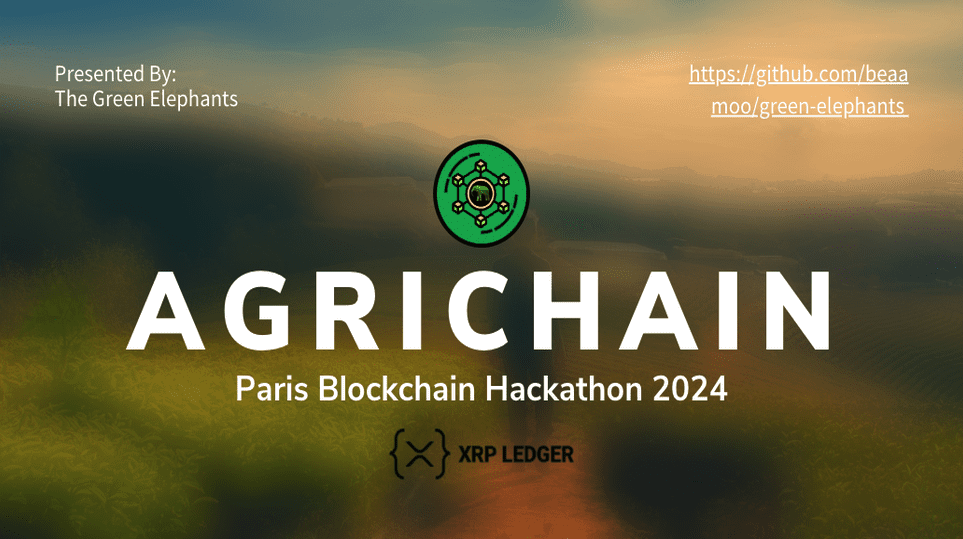 Presented By:
The Green Elephants
https://github.com/beaa
moo/green-elephants
AGRICHAIN
Paris Blockchain Hackathon 2024
{X} XRP LEDGER